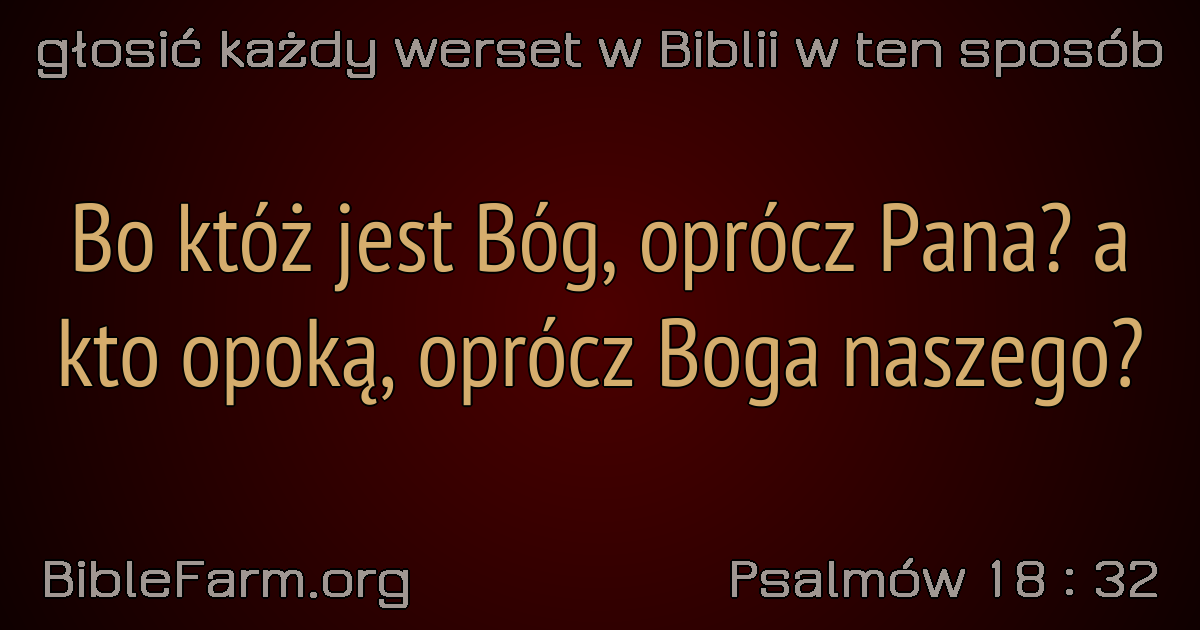 głosić każdy werset w Biblii w ten sposób
Bo któż jest Bóg, oprócz Pana? a
kto opoką, oprócz Boga naszego?
BibleFarm.org
Psalmów 18 : 32